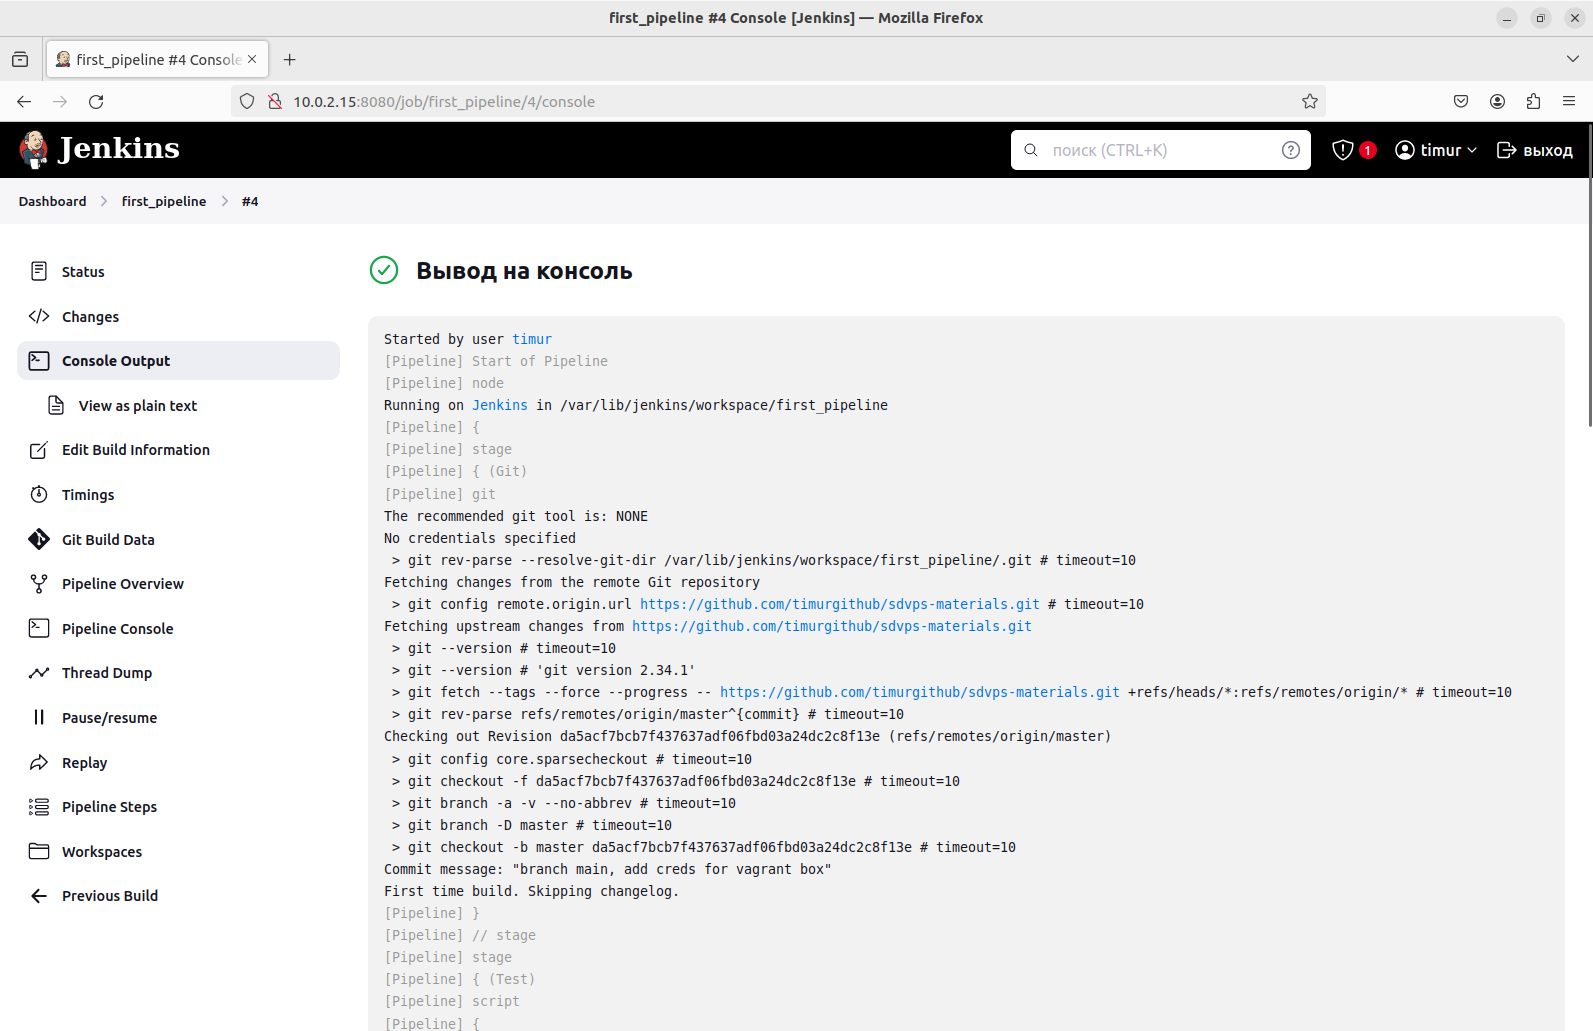 first_pipeline #4 Console [Jenkins] — Mozilla Firefox
first_pipeline #4 Console
10.0.2.15:8080/job/first_pipeline/4/console
Jenkins
поиск (CTRL+K)
1
timur
выход
Dashboard
first_pipeline
#4
Status
Changes
Console Output
View as plain text
Edit Build Information
Timings
Git Build Data
Pipeline Overview
Pipeline Console
Thread Dump
Pause/resume
Replay
Pipeline Steps
Workspaces
Previous Build
Вывод на консоль
Started by user timur
[Pipeline] Start of Pipeline
[Pipeline] node
Running on Jenkins in /var/lib/jenkins/workspace/first_pipeline
[Pipeline] {
[Pipeline] stage
[Pipeline] { (Git)
[Pipeline] git
The recommended git tool is: NONE
No credentials specified
> git rev-parse --resolve-git-dir /var/lib/jenkins/workspace/first_pipeline/.git # timeout=10
Fetching changes from the remote Git repository
> git config remote.origin.url https://github.com/timurgithub/sdvps-materials.git # timeout=10
Fetching upstream changes from https://github.com/timurgithub/sdvps-materials.git
> git --version # timeout=10
> git --version # 'git version 2.34.1'
> git fetch --tags --force --progress -- https://github.com/timurgithub/sdvps-materials.git +refs/heads/*:refs/remotes/origin/* # timeout=10
> git rev-parse refs/remotes/origin/master^{commit} # timeout=10
Checking out Revision da5acf7bcb7f437637adf06fbd03a24dc2c8f13e (refs/remotes/origin/master)
> git config core.sparsecheckout # timeout=10
> git checkout -f da5acf7bcb7f437637adf06fbd03a24dc2c8f13e # timeout=10
> git branch -a -v --no-abbrev # timeout=10
> git branch -D master # timeout=10
> git checkout -b master da5acf7bcb7f437637adf06fbd03a24dc2c8f13e # timeout=10
Commit message: "branch main, add creds for vagrant box"
First time build. Skipping changelog.
[Pipeline] }
[Pipeline] // stage
[Pipeline] stage
[Pipeline] { (Test)
[Pipeline] script
[Pipeline] {